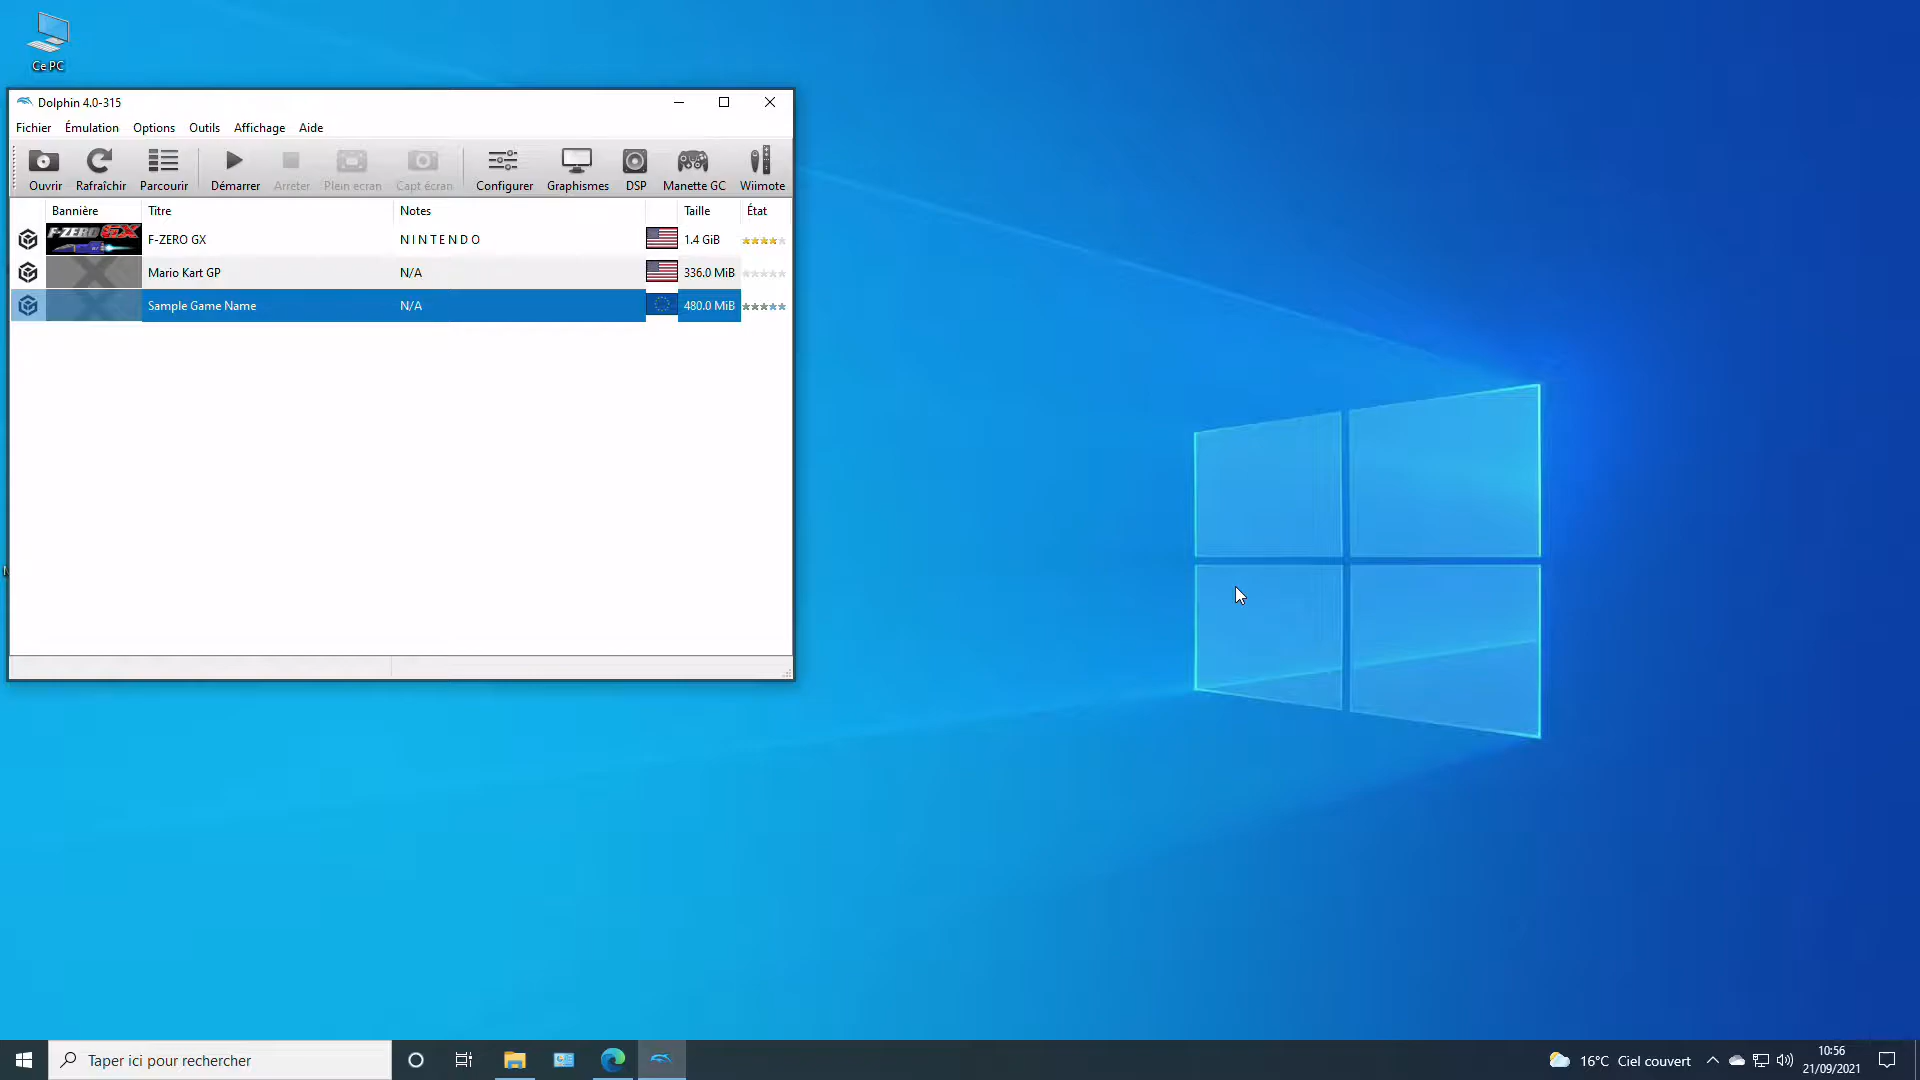 Ce PC
Dolphin 4.0-315
Fichier Émulation Options Outils Affichage Aide
Ouvrir Rafraîchir Parcourir Démarrer Arreter Plein ecran Capt écran Configurer Graphismes DSP Manette GC Wiimote
Bannière Titre Notes Taille État
F-ZERO GX F-ZERO GX N I N T E N D O 1.4 GiB
Mario Kart GP N/A 336.0 MiB
Sample Game Name N/A 480.0 MiB
Taper ici pour rechercher
16°C Ciel couvert
10:56
21/09/2021